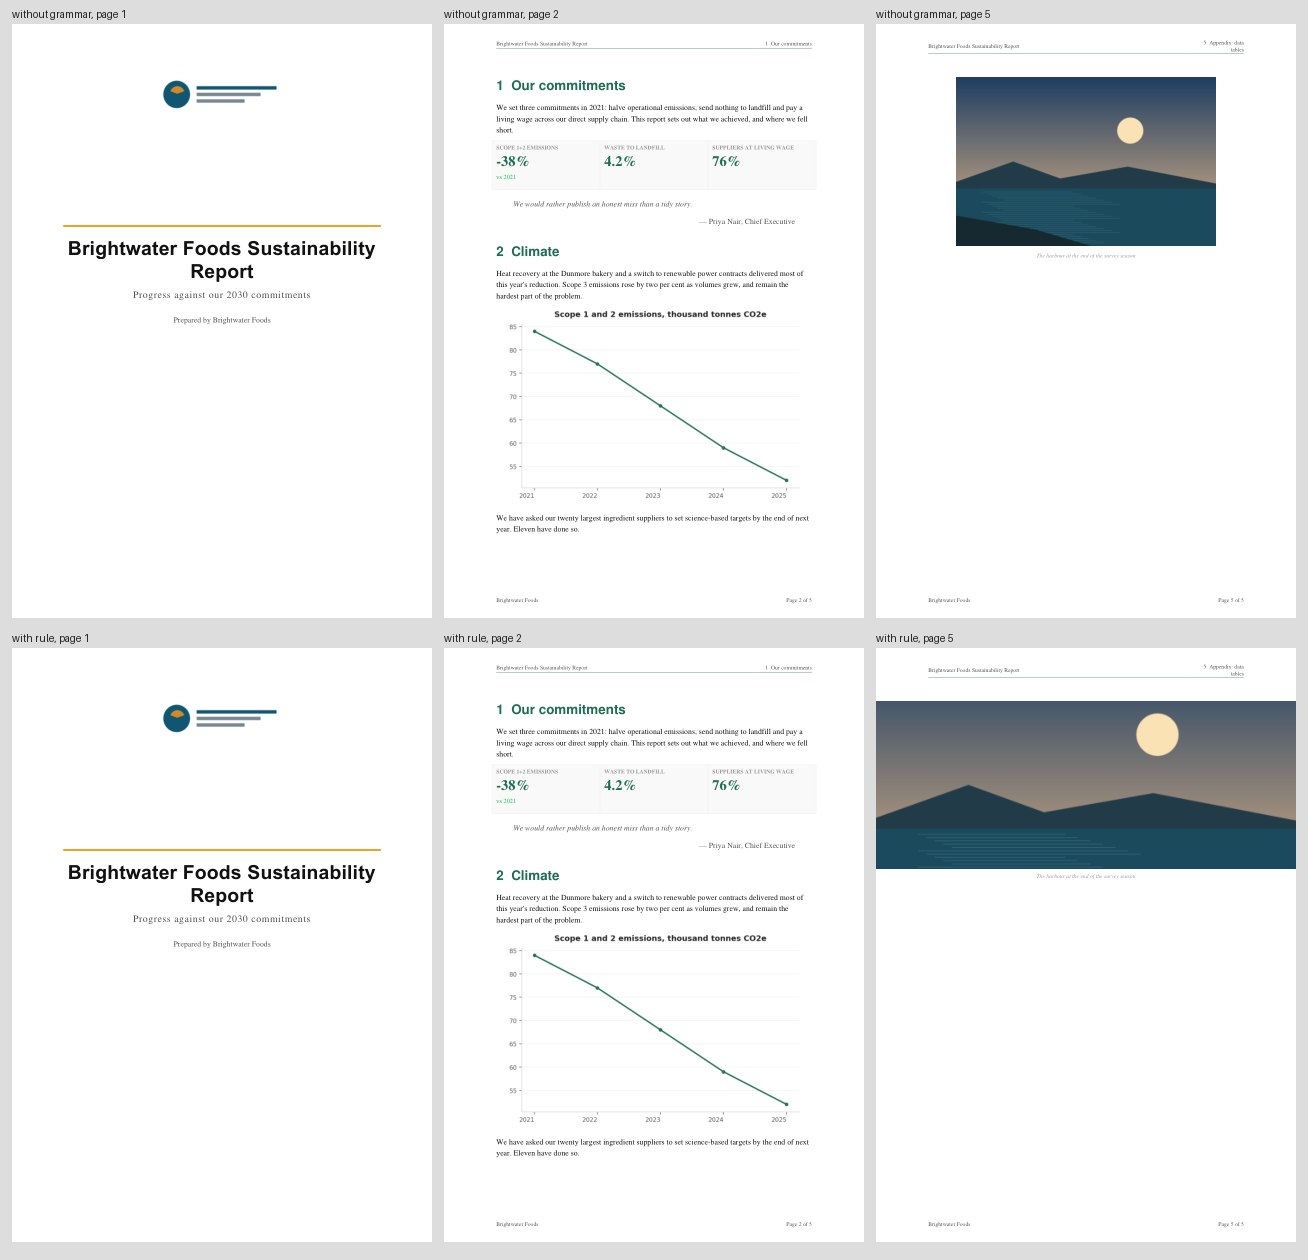 without grammar, page 1
Brightwater Foods Sustainability
Report
Progress against our 2030 commitments
Prepared by Brightwater Foods
without grammar, page 2
Brightwater Foods Sustainability Report
1 Our commitments
1 Our commitments
We set three commitments in 2021: halve operational emissions, send nothing to landfill and pay a
living wage across our direct supply chain. This report sets out what we achieved, and where we fell
short.
SCOPE 1+2 EMISSIONS
-38%
vs 2021
WASTE TO LANDFILL
4.2%
SUPPLIERS AT LIVING WAGE
76%
We would rather publish an honest miss than a tidy story.
— Priya Nair, Chief Executive
2 Climate
Heat recovery at the Dunmore bakery and a switch to renewable power contracts delivered most of
this year's reduction. Scope 3 emissions rose by two per cent as volumes grew, and remain the
hardest part of the problem.
Scope 1 and 2 emissions, thousand tonnes CO2e
85
80
75
70
65
60
55
2021 2022 2023 2024 2025
We have asked our twenty largest ingredient suppliers to set science-based targets by the end of next
year. Eleven have done so.
Brightwater Foods
Page 2 of 5
without grammar, page 5
Brightwater Foods Sustainability Report
5 Appendix: data
tables
The harbour at the end of the survey season
Brightwater Foods
Page 5 of 5
with rule, page 1
Brightwater Foods Sustainability
Report
Progress against our 2030 commitments
Prepared by Brightwater Foods
with rule, page 2
Brightwater Foods Sustainability Report
1 Our commitments
1 Our commitments
We set three commitments in 2021: halve operational emissions, send nothing to landfill and pay a
living wage across our direct supply chain. This report sets out what we achieved, and where we fell
short.
SCOPE 1+2 EMISSIONS
-38%
vs 2021
WASTE TO LANDFILL
4.2%
SUPPLIERS AT LIVING WAGE
76%
We would rather publish an honest miss than a tidy story.
— Priya Nair, Chief Executive
2 Climate
Heat recovery at the Dunmore bakery and a switch to renewable power contracts delivered most of
this year's reduction. Scope 3 emissions rose by two per cent as volumes grew, and remain the
hardest part of the problem.
Scope 1 and 2 emissions, thousand tonnes CO2e
85
80
75
70
65
60
55
2021 2022 2023 2024 2025
We have asked our twenty largest ingredient suppliers to set science-based targets by the end of next
year. Eleven have done so.
Brightwater Foods
Page 2 of 5
with rule, page 5
Brightwater Foods Sustainability Report
5 Appendix: data
tables
The harbour at the end of the survey season
Brightwater Foods
Page 5 of 5